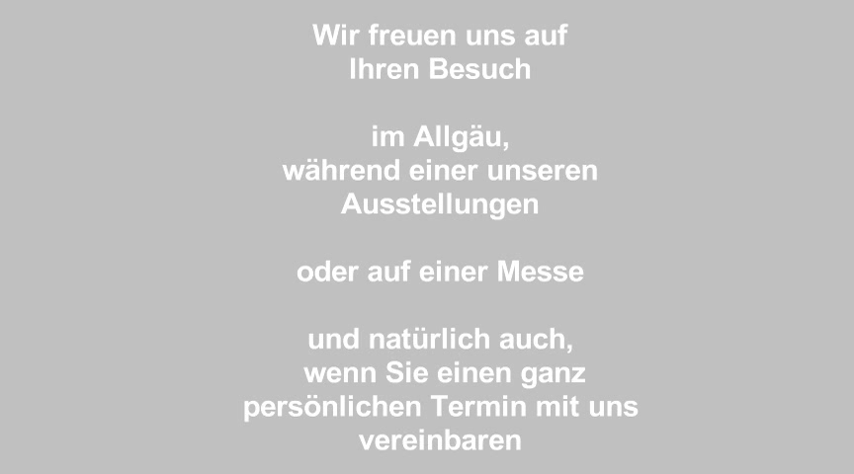 Wir freuen uns auf
Ihren Besuch
im Allgäu,
während einer unseren
Ausstellungen
oder auf einer Messe
und natürlich auch,
wenn Sie einen ganz
persönlichen Termin mit uns
vereinbaren